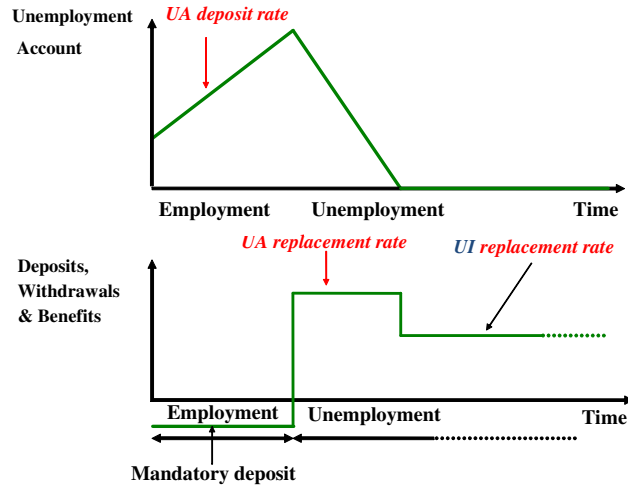 Unemployment
Account
UA deposit rate
Employment
Unemployment
Time
Deposits,
Withdrawals
& Benefits
UA replacement rate
UI replacement rate
Employment
Unemployment
Time
Mandatory deposit